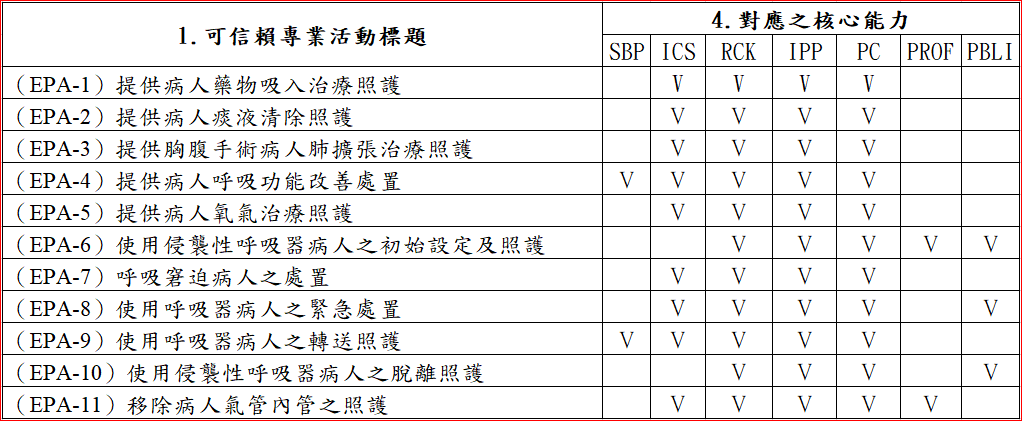 1.可信賴專業活動標題 4.對應之核心能力
SBP ICS RCK IPP PC PROF PBLI
（EPA-1）提供病人藥物吸入治療照護 V V V V
（EPA-2）提供病人痰液清除照護 V V V V
（EPA-3）提供胸腹手術病人肺擴張治療照護 V V V V
（EPA-4）提供病人呼吸功能改善處置 V V V V V
（EPA-5）提供病人氧氣治療照護 V V V V
（EPA-6）使用侵襲性呼吸器病人之初始設定及照護 V V V V V
（EPA-7）呼吸窘迫病人之處置 V V V V
（EPA-8）使用呼吸器病人之緊急處置 V V V V V
（EPA-9）使用呼吸器病人之轉送照護 V V V V V
（EPA-10）使用侵襲性呼吸器病人之脫離照護 V V V V
（EPA-11）移除病人氣管內管之照護 V V V V V